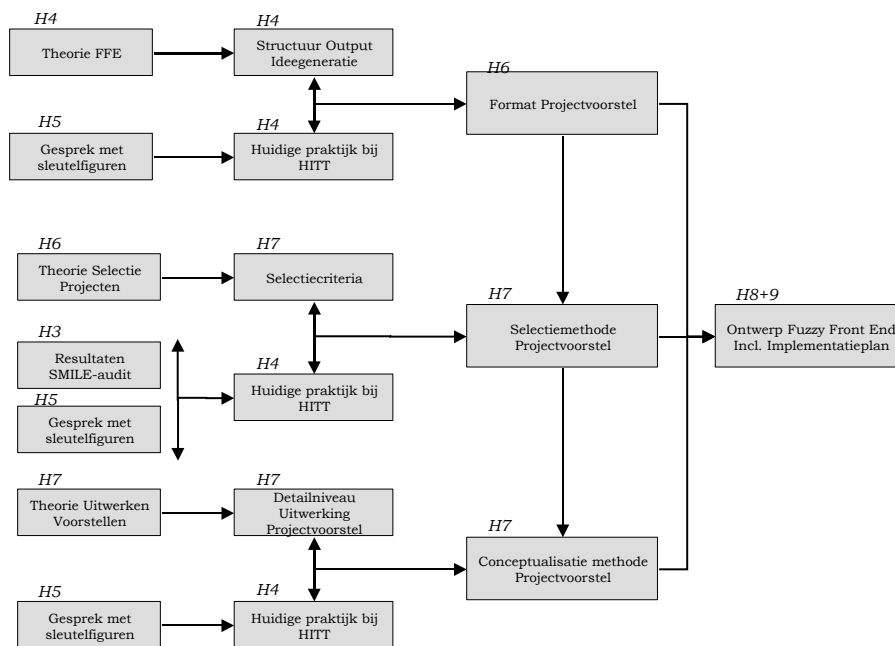 H4
Theorie FFE
H4
Structuur Output
Ideegeneratie
H5
Gesprek met
sleutelfiguren
H4
Huidige praktijk bij
HITT
H6
Format Projectvoorstel
H6
Theorie Selectie
Projecten
H7
Selectiecriteria
H3
Resultaten
SMILE-audit
H5
Gesprek met
sleutelfiguren
H4
Huidige praktijk bij
HITT
H7
Selectiemethode
Projectvoorstel
H8+9
Ontwerp Fuzzy Front End
Incl. Implementatieplan
H7
Theorie Uitwerken
Voorstellen
H7
Detailniveau
Uitwerking
Projectvoorstel
H7
Conceptualisatie methode
Projectvoorstel
H5
Gesprek met
sleutelfiguren
H4
Huidige praktijk bij
HITT